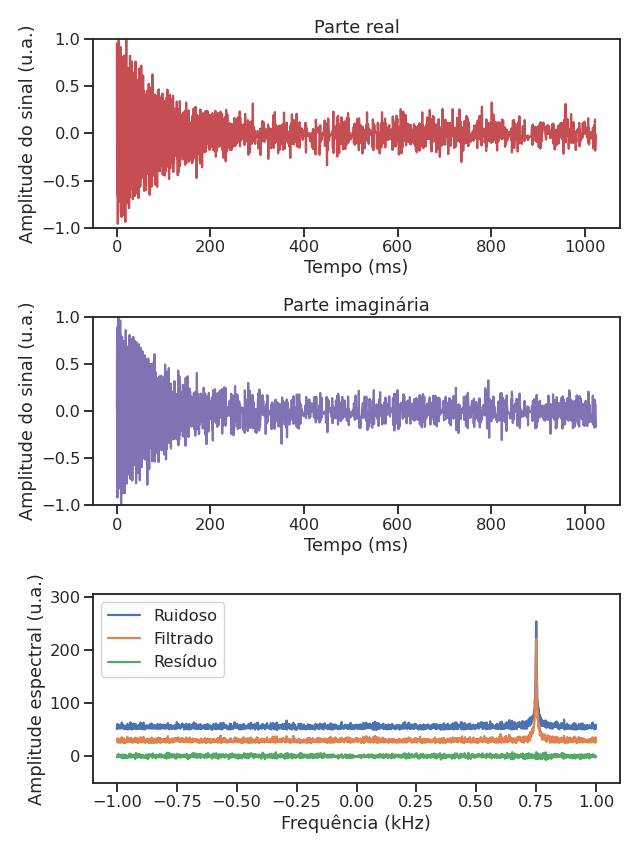 Parte real
Amplitude do sinal (u.a.)
1.0
0.5
0.0
−0.5
−1.0
0 200 400 600 800 1000
Tempo (ms)
Parte imaginária
Amplitude do sinal (u.a.)
1.0
0.5
0.0
−0.5
−1.0
0 200 400 600 800 1000
Tempo (ms)
Amplitude espectral (u.a.)
300
200
100
0
Ruidoso
Filtrado
Resíduo
−1.00 −0.75 −0.50 −0.25 0.00 0.25 0.50 0.75 1.00
Frequência (kHz)